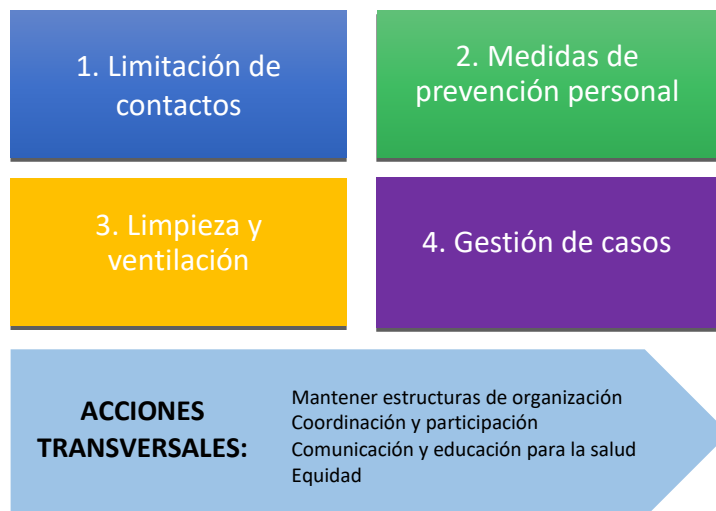 1. Limitación de
contactos
2. Medidas de
prevención personal
3. Limpieza y
ventilación
4. Gestión de casos
ACCIONES
TRANSVERSALES:
Mantener estructuras de organización
Coordinación y participación
Comunicación y educación para la salud
Equidad